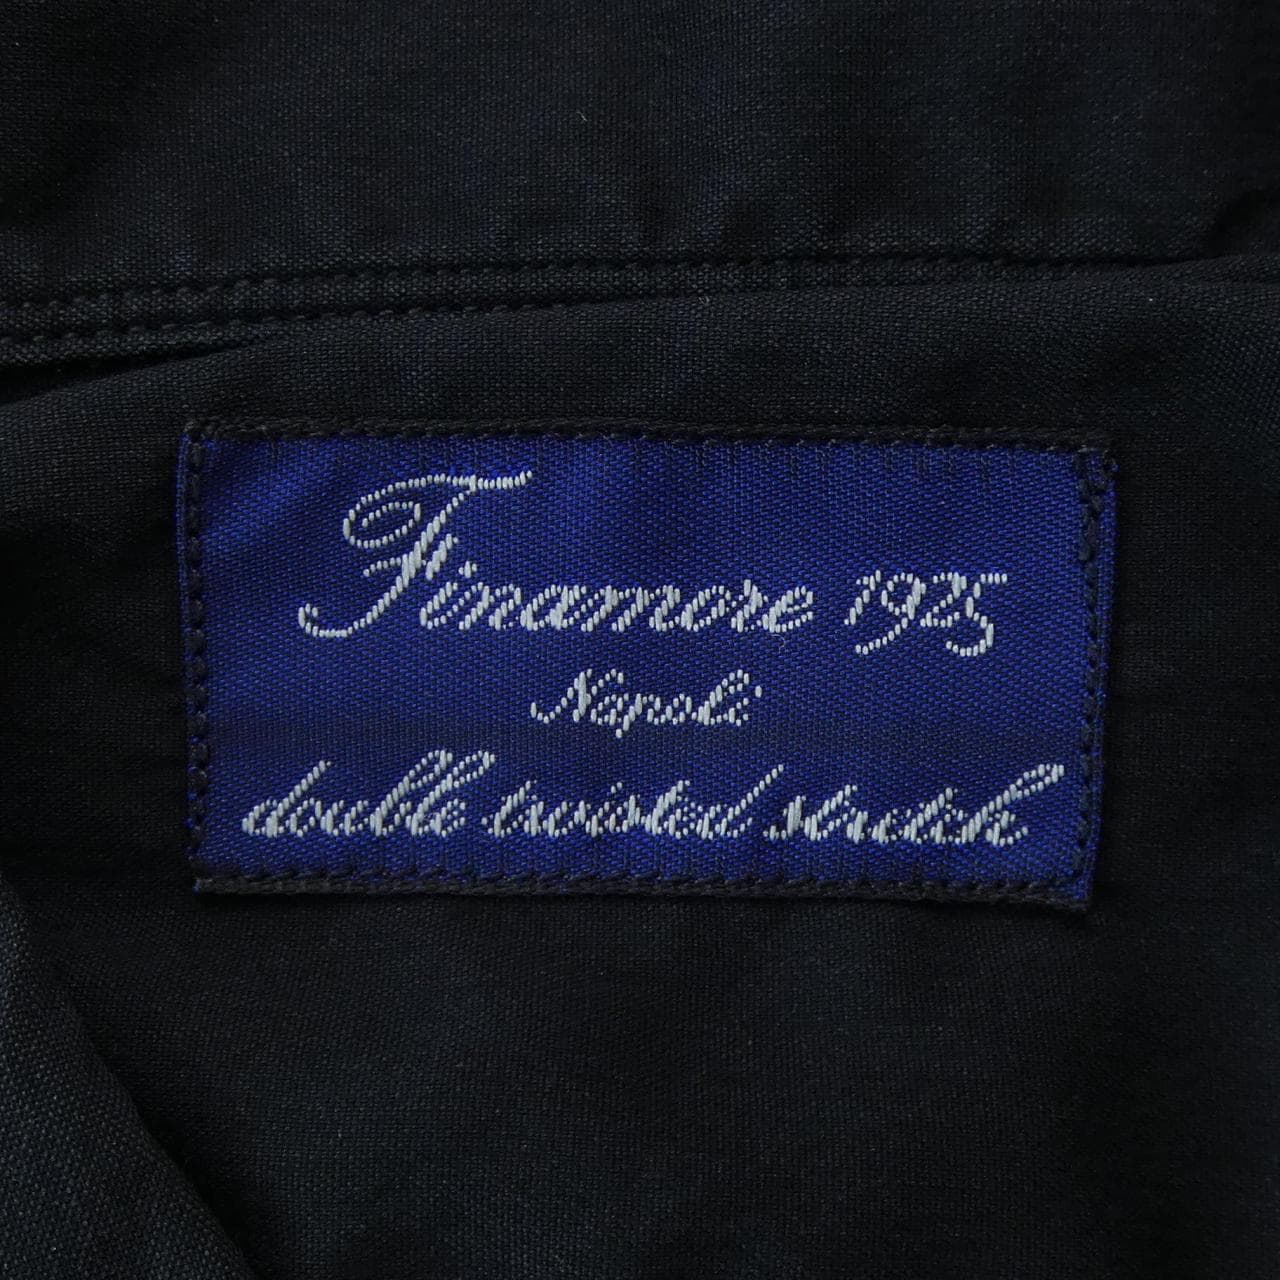 Finamore 1925
Napoli
double twisted stretch